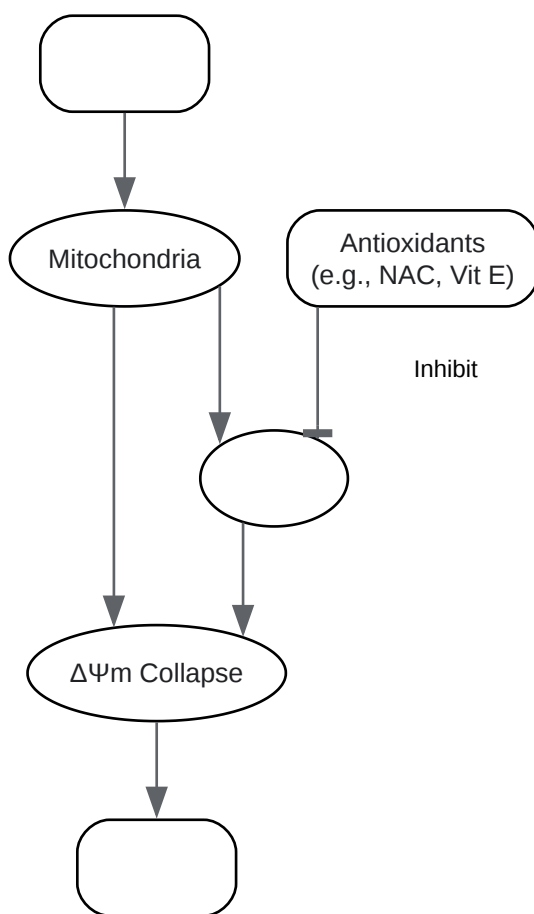 Mitochondria
Antioxidants
(e.g., NAC, Vit E)
Inhibit
ΔΨm Collapse